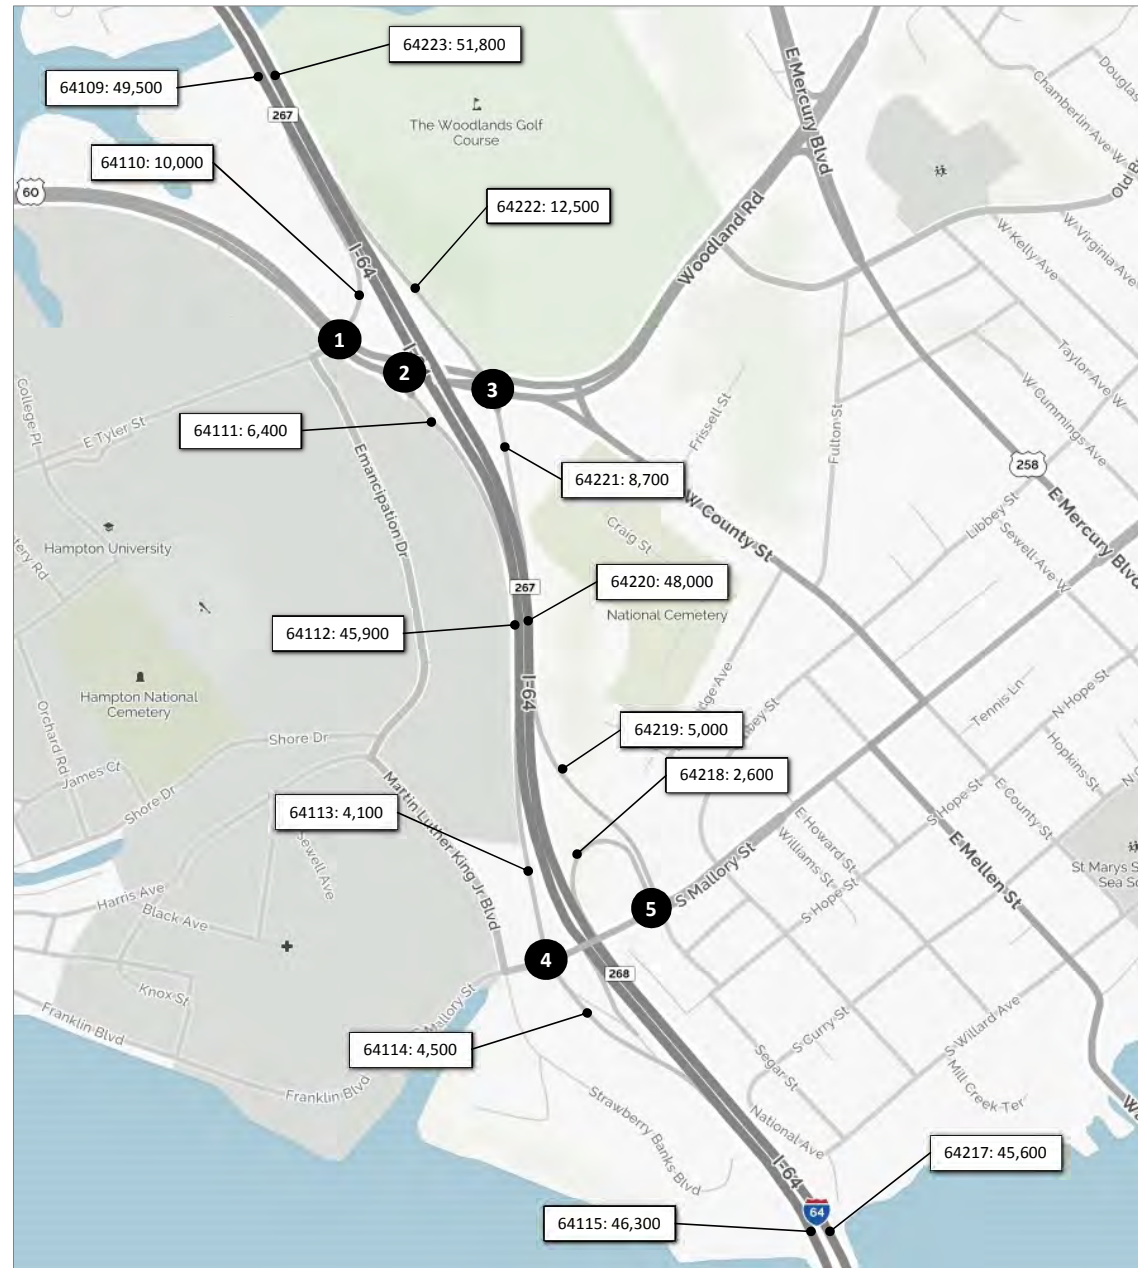 64223: 51,800
64109: 49,500
267
The Woodlands Golf
Course
E Mercury Blvd
Chamberlin Ave W
64110: 10,000
60
64222: 12,500
W Kelly Ave
W Virginia Ave
Woodland Rd
I-64
1
2
3
Taylor Ave W
W Cummings Ave
College Pl
E Tyler St
64111: 6,400
Frissell St
Fulton St
258
Emancipation Dr
64221: 8,700
W County St
E Mercury Blvd
Libbey St
Sewell Ave W
Craig St
Hampton University
267
64220: 48,000
National Cemetery
64112: 45,900
Hampton National
Cemetery
I-64
Orchard Rd
James Ct
Shore Dr
Shore Dr
Tennis Ln
N Hope St
Hopkins St
64219: 5,000
64218: 2,600
Martin Luther King Jr Blvd
64113: 4,100
S Mallory St
E Howard St
Williams St
S Hope St
S Hope St
E County St
E Mellen St
St Marys S
Sea Sc
Sewell Ave
Harris Ave
Black Ave
5
4
268
Knox St
Franklin Blvd
Mallory St
64114: 4,500
Franklin Blvd
S Curry St
S Willard Ave
Segar St
S Mill Creek Ter
Strawberry Banks Blvd
National Ave
I-64
64217: 45,600
64
64115: 46,300